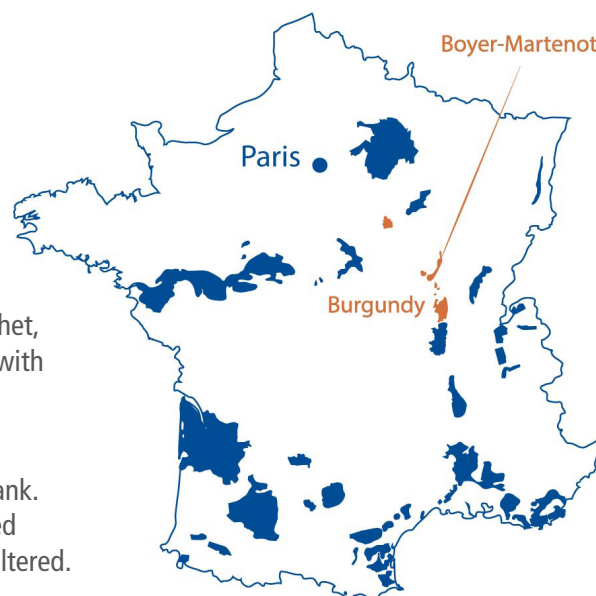 Boyer-Martenot
Paris
Burgundy
het,
with
ank.
ed
ltered.